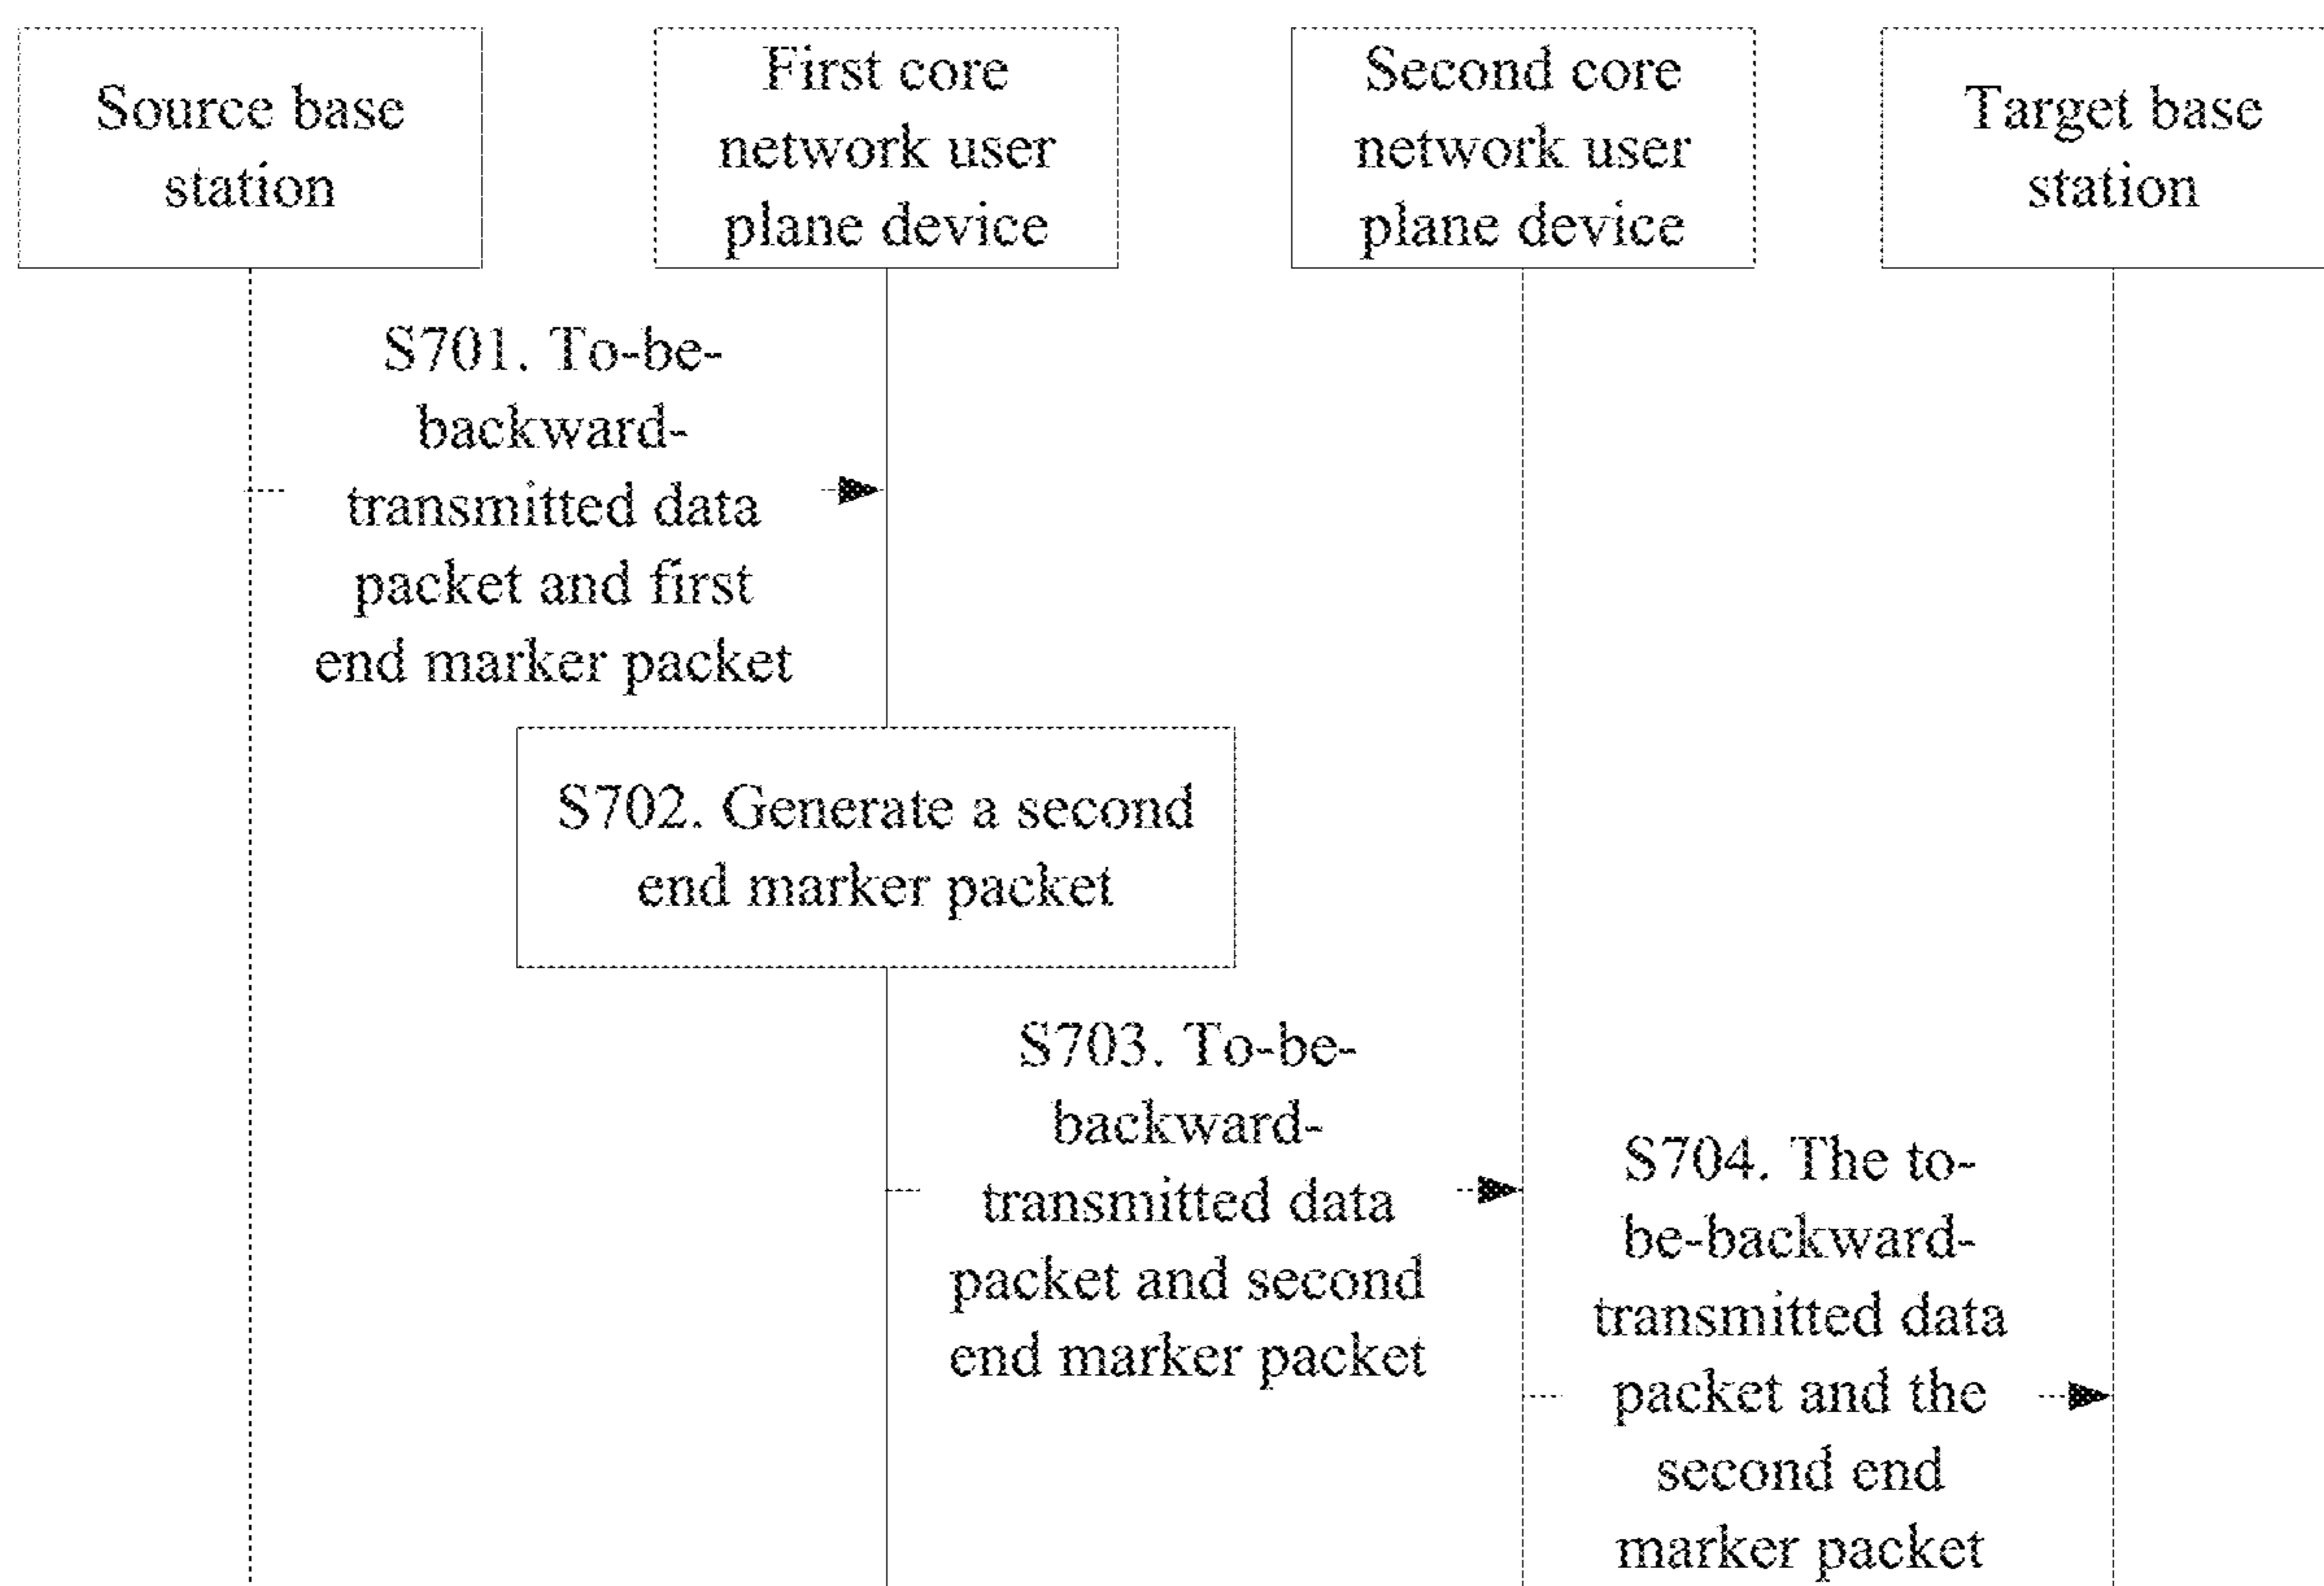 Source base
station
First core
network user
plane device
Second core
network user
plane device
Target base
station
S701. To-be-
backward-
transmitted data
packet and first
end marker packet
S702. Generate a second
end marker packet
S703. To-be-
backward-
transmitted data
packet and second
end marker packet
S704. The to-
be-backward-
transmitted data
packet and the
second end
marker packet